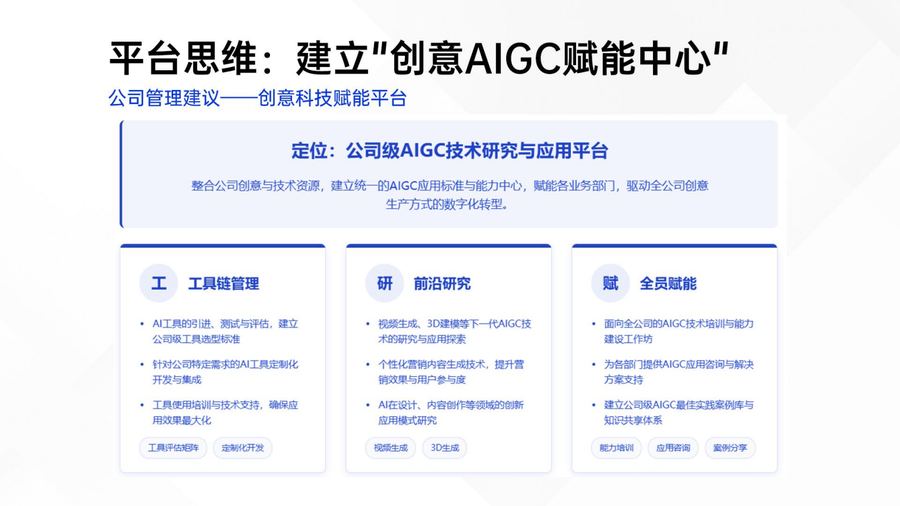 平台思维：建立"创意AIGC赋能中心"
公司管理建议——创意科技赋能平台
定位：公司级AIGC技术研究与应用平台
整合公司创意与技术资源，建立统一的AIGC应用标准与能力中心，赋能各业务部门，驱动全公司创意
生产方式的数字化转型。
工 工具链管理
• AI工具的引进、测试与评估，建立
公司级工具选型标准
• 针对公司特定需求的AI工具定制化
开发与集成
• 工具使用培训与技术支持，确保应
用效果最大化
工具评估矩阵 定制化开发
研 前沿研究
• 视频生成、3D建模等下一代AIGC技
术的研究与应用探索
• 个性化营销内容生成技术，提升营
销效果与用户参与度
• AI在设计、内容创作等领域的创新
应用模式研究
视频生成 3D生成
赋 全员赋能
• 面向全公司的AIGC技术培训与能力
建设工作坊
• 为各部门提供AIGC应用咨询与解决
方案支持
• 建立公司级AIGC最佳实践案例库与
知识共享体系
能力培训 应用咨询 案例分享